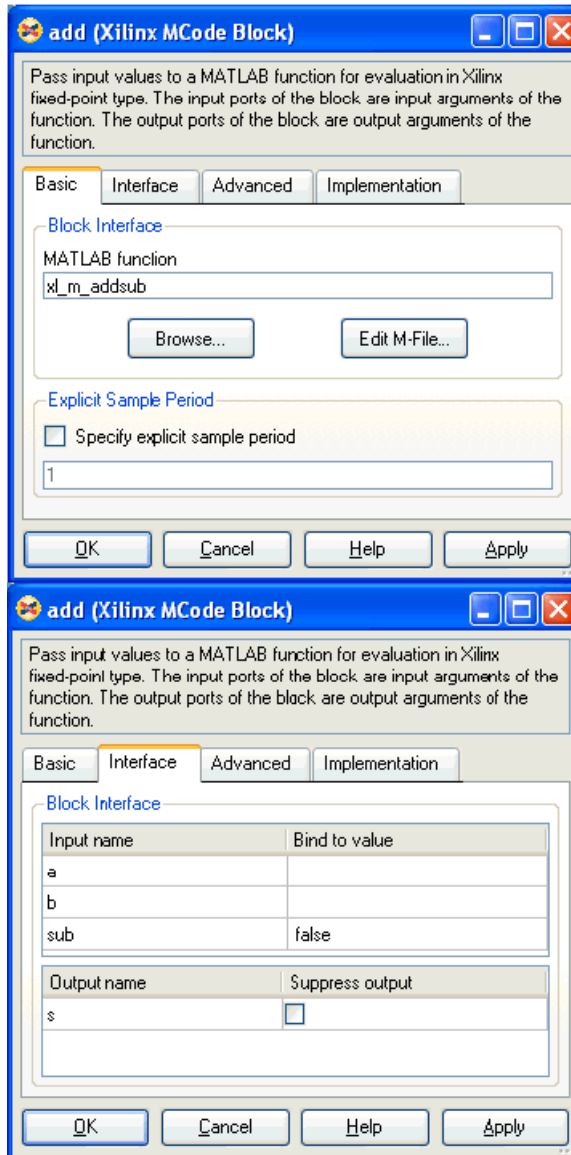 add (Xilinx MCode Block)
Pass input values to a MATLAB function for evaluation in Xilinx
fixed-point type. The input ports of the block are input arguments of the
function. The output ports of the block are output arguments of the
function.
Basic Interface Advanced Implementation
Block Interface
MATLAB function
xl_m_addsub
Browse... Edit M-File...
Explicit Sample Period
Specify explicit sample period
1
OK Cancel Help Apply
add (Xilinx MCode Block)
Pass input values to a MATLAB function for evaluation in Xilinx
fixed-point type. The input ports of the block are input arguments of the
function. The output ports of the block are output arguments of the
function.
Basic Interface Advanced Implementation
Block Interface
Input name Bind to value
a
b
sub false
Output name Suppress output
s
OK Cancel Help Apply